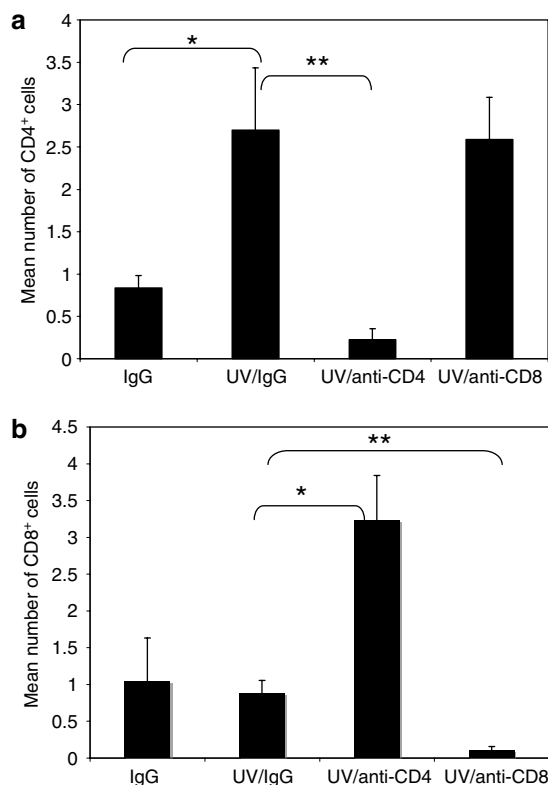 a
Mean number of CD4⁺ cells
4
3.5
3
2.5
2
1.5
1
0.5
0
*
**
IgG
UV/IgG
UV/anti-CD4
UV/anti-CD8
b
Mean number of CD8⁺ cells
4.5
4
3.5
3
2.5
2
1.5
1
0.5
0
**
*
IgG
UV/IgG
UV/anti-CD4
UV/anti-CD8